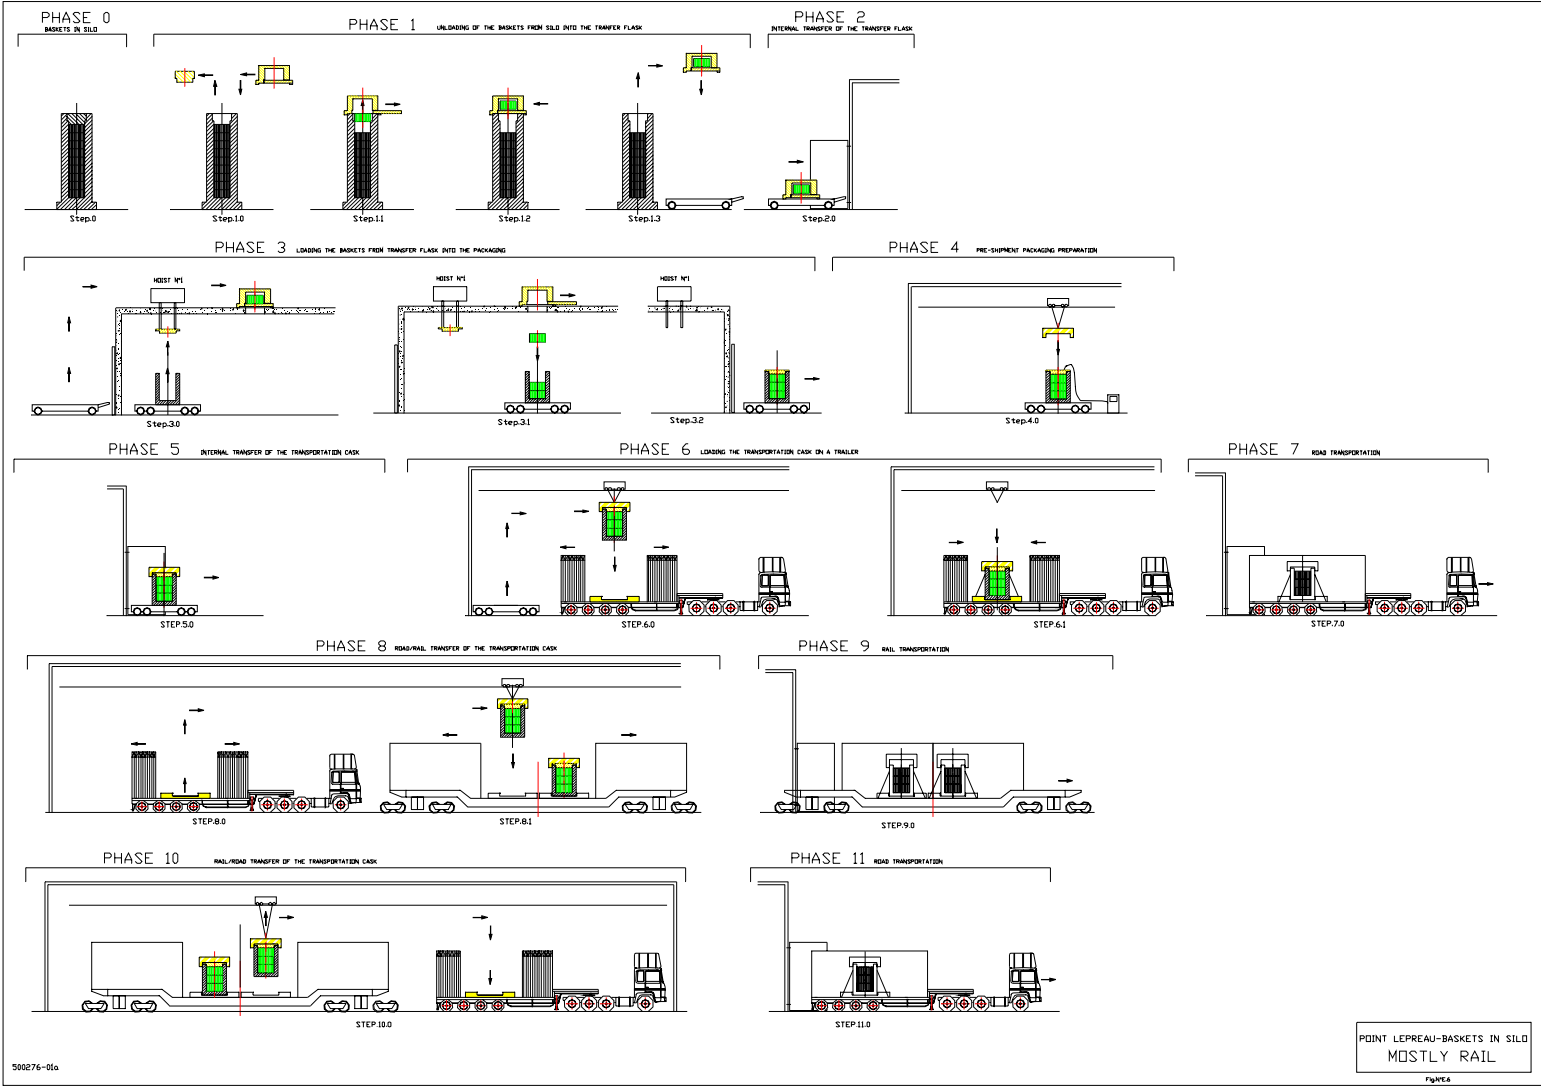 PHASE 0
BASKETS IN SILO
PHASE 1 UNLOADING OF THE BASKETS FROM SILO INTO THE TRANFER FLASK
PHASE 2
INTERNAL TRANSFER OF THE TRANSFER FLASK
Step.0
Step.1.0
Step.1.1
Step.1.2
Step.1.3
Step.2.0
PHASE 3 LOADING THE BASKETS FROM TRANSFER FLASK INTO THE PACKAGING
PHASE 4 PRE-SHIPMENT PACKAGING PREPARATION
HOIST N°1
HOIST N°1
HOIST N°1
Step.3.0
Step.3.1
Step.3.2
Step.4.0
PHASE 5 INTERNAL TRANSFER OF THE TRANSPORTATION CASK
PHASE 6 LOADING THE TRANSPORTATION CASK ON A TRAILER
PHASE 7 ROAD TRANSPORTATION
STEP.5.0
STEP.6.0
STEP.6.1
STEP.7.0
PHASE 8 ROAD/RAIL TRANSFER OF THE TRANSPORTATION CASK
PHASE 9 RAIL TRANSPORTATION
STEP.8.0
STEP.8.1
STEP.9.0
PHASE 10 RAIL/ROAD TRANSFER OF THE TRANSPORTATION CASK
PHASE 11 ROAD TRANSPORTATION
STEP.10.0
STEP.11.0
POINT LEPREAU-BASKETS IN SILO
MOSTLY RAIL
500276-01a
Fig.N°E.6